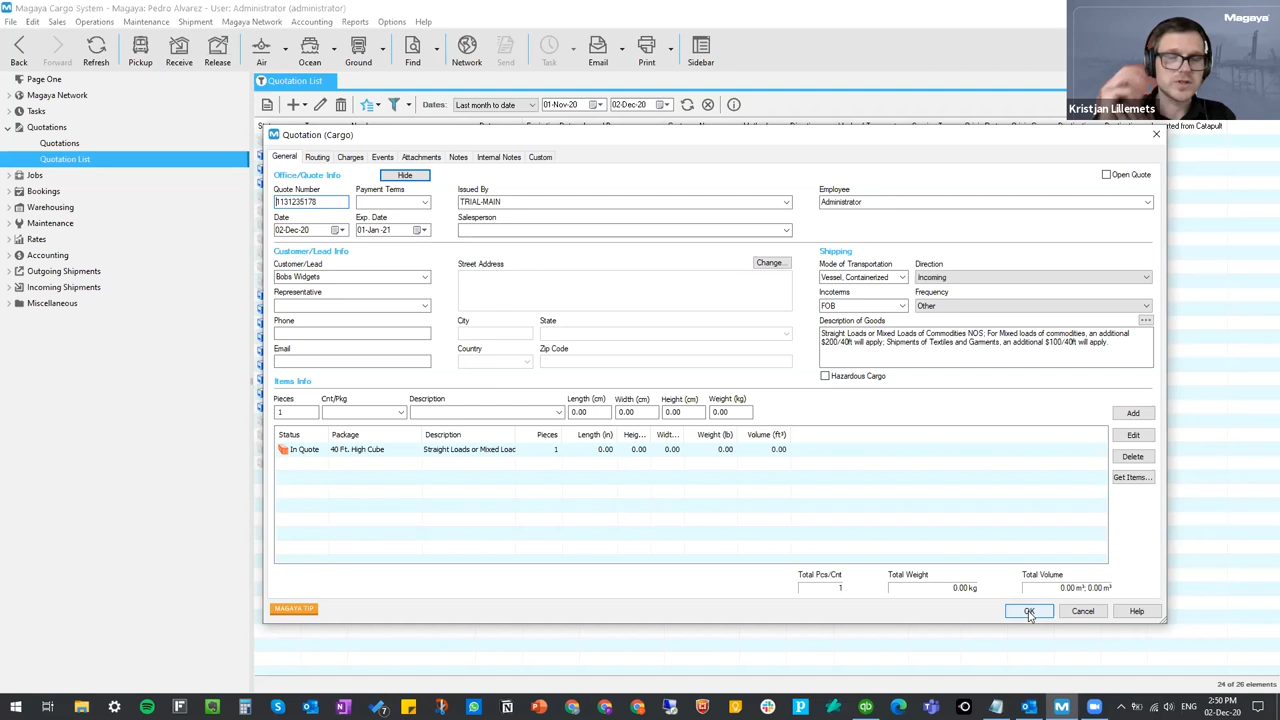 Magaya Cargo System - Magaya: Pedro Alvarez - User: Administrator (administrator)
File Edit Sales Operations Maintenance Shipment Magaya Network Accounting Reports Options Help
Magaya
Back Forward Refresh Pickup Receive Release Air Ocean Ground Find Network Send Task Email Print Sidebar
Kristjan Lillemets
Page One
Magaya Network
Tasks
Quotations
Quotations
Quotation List
Jobs
Bookings
Warehousing
Maintenance
Rates
Accounting
Outgoing Shipments
Incoming Shipments
Miscellaneous
Quotation List
Dates: Last month to date 01-Nov-20 02-Dec-20
Quotation (Cargo)
General Routing Charges Events Attachments Notes Internal Notes Custom
Office/Quote Info Hide Open Quote
Quote Number Payment Terms Issued By Employee
1131235178 TRIAL-MAIN Administrator
Date Exp. Date Salesperson
02-Dec-20 01-Jan -21
Customer/Lead Info Shipping
Customer/Lead Street Address Change... Mode of Transportation Direction
Bobs Widgets Vessel, Containerized Incoming
Representative Incoterms Frequency
FOB Other
Phone City State Description of Goods
Straight Loads or Mixed Loads of Commodities NOS; For Mixed loads of commodities, an additional
$200/40ft will apply; Shipments of Textiles and Garments, an additional $100/40ft will apply.
Email Country Zip Code
Hazardous Cargo
Items Info
Pieces Cnt/Pkg Description Length (cm) Width (cm) Height (cm) Weight (kg)
1 0.00 0.00 0.00 0.00 Add
Status Package Description Pieces Length (in) Heig... Widt... Weight (lb) Volume (ft³) Edit
In Quote 40 Ft. High Cube Straight Loads or Mixed Loac 1 0.00 0.00 0.00 0.00 0.00
Delete
Get Items...
Total Pcs/Cnt Total Weight Total Volume
1 0.00 kg 0.00 m³; 0.00 m³
MAGAYA TIP OK Cancel Help
24 of 26 elements
2:50 PM
02-Dec-20